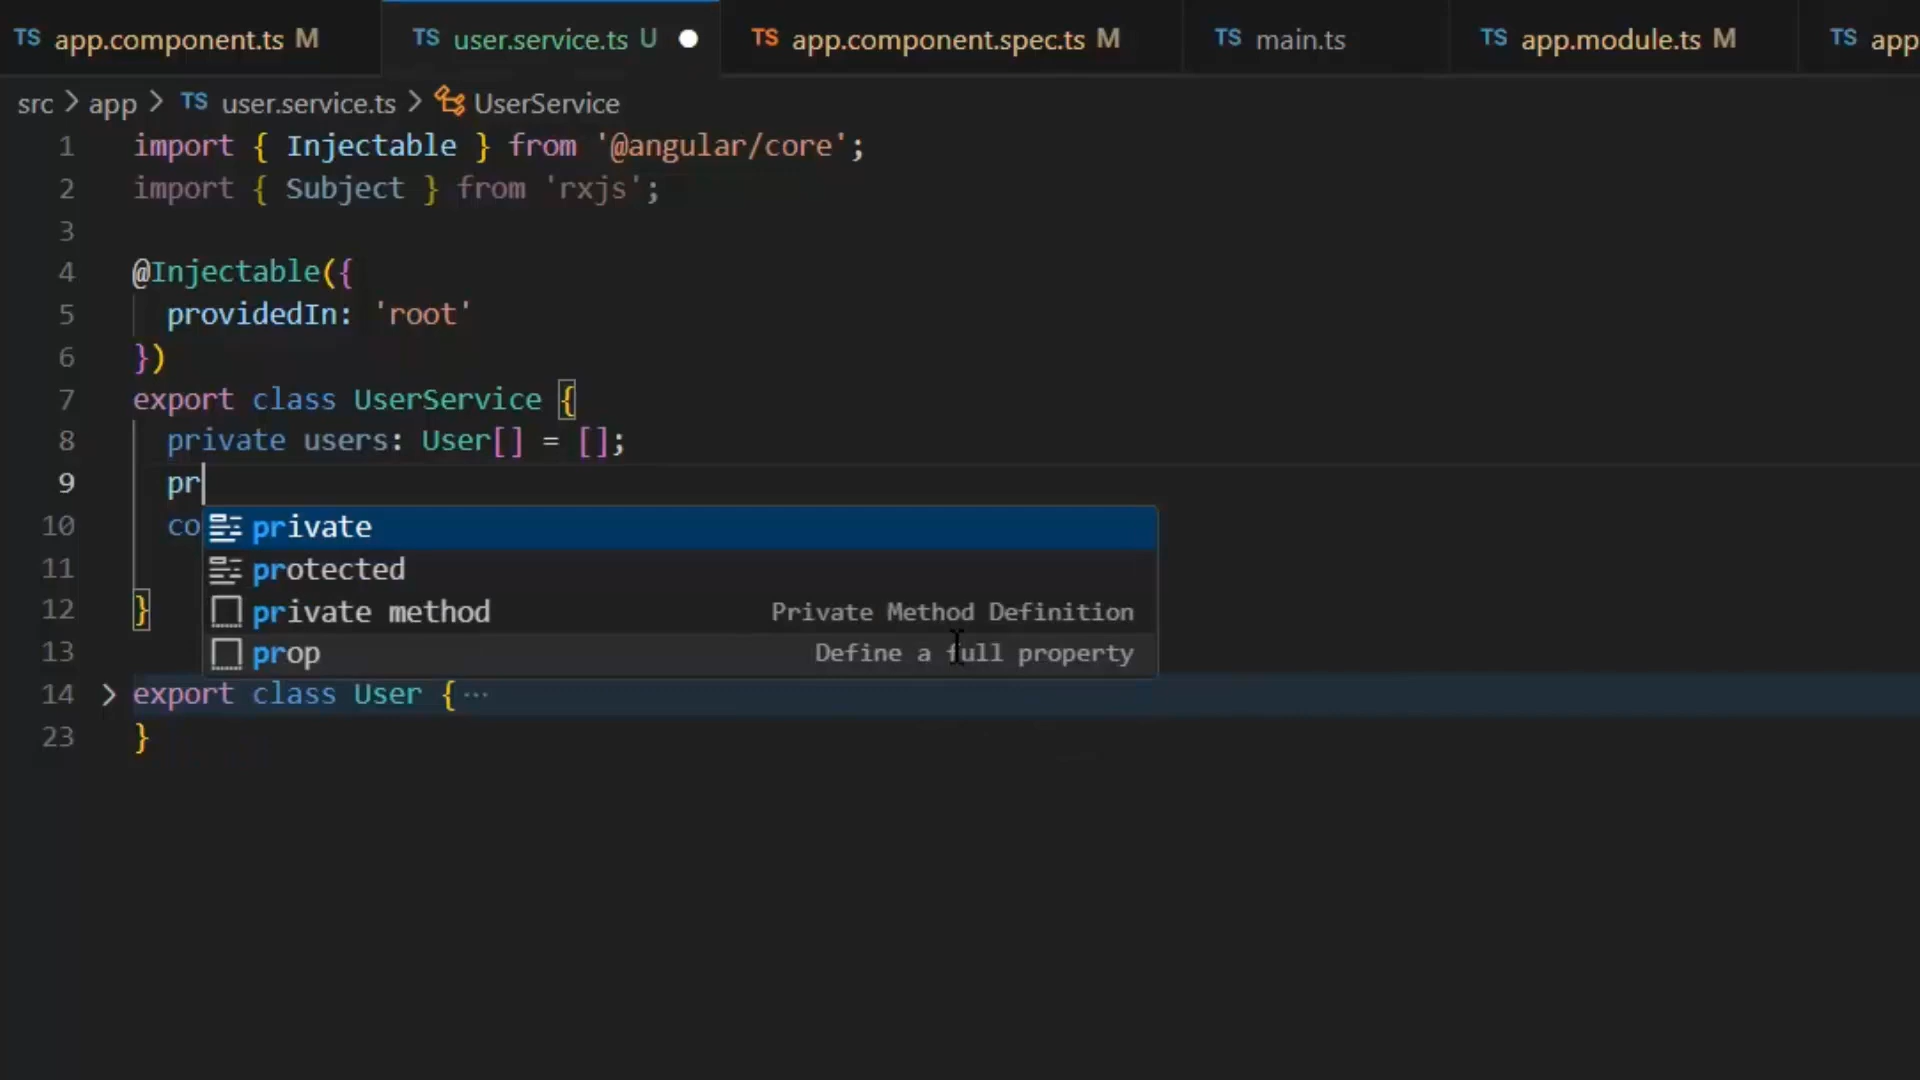 TS app.component.ts M TS user.service.ts U TS app.component.spec.ts M TS main.ts TS app.module.ts M TS app
src > app > TS user.service.ts > UserService
1 import { Injectable } from '@angular/core';
2 import { Subject } from 'rxjs';
3
4 @Injectable({
5 providedIn: 'root'
6 })
7 export class UserService {
8 private users: User[] = [];
9 pr
10 co
private
protected
11
12 }
private method Private Method Definition
13
prop Define a full property
14 > export class User { ...
23 }